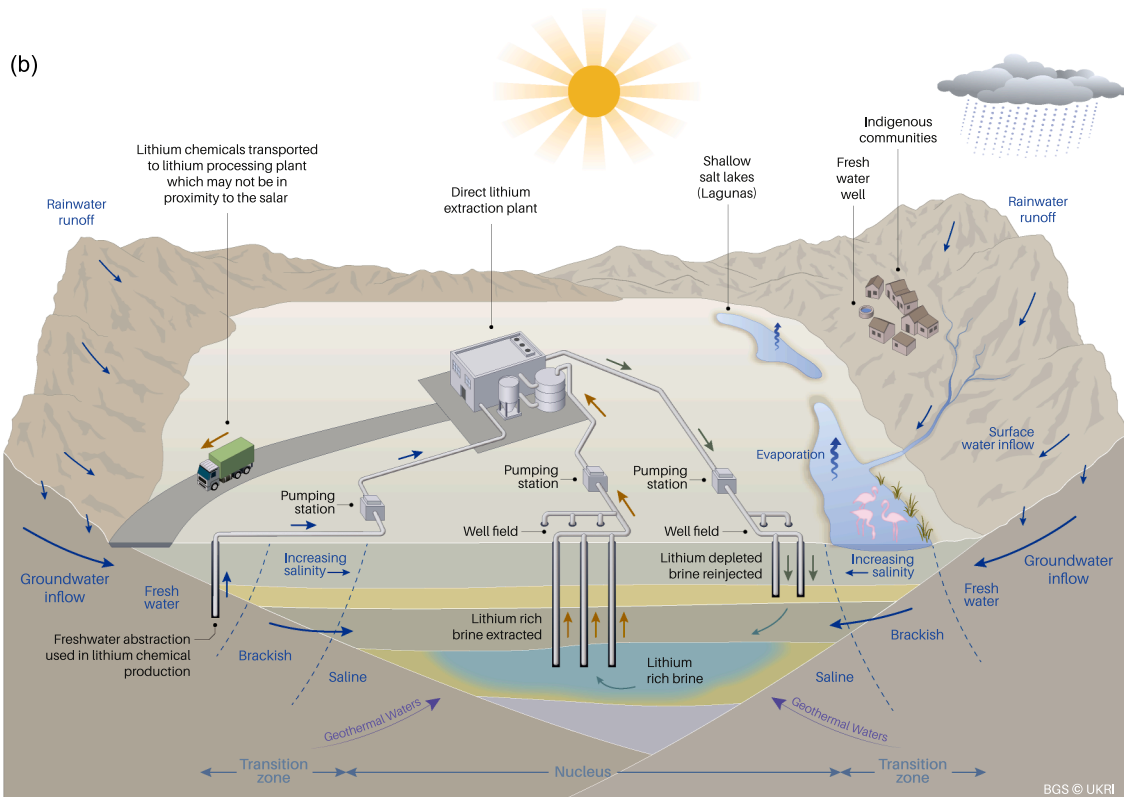 (b)
Lithium chemicals transported
to lithium processing plant
which may not be in
proximity to the salar
Direct lithium
extraction plant
Shallow
salt lakes
(Lagunas)
Indigenous
communities
Fresh
water
well
Rainwater
runoff
Rainwater
runoff
Surface
water inflow
Evaporation
Pumping
station
Pumping
station
Pumping
station
Well field
Well field
Increasing
salinity
Lithium depleted
brine reinjected
Increasing
salinity
Groundwater
inflow
Fresh
water
Groundwater
inflow
Fresh
water
Freshwater abstraction
used in lithium chemical
production
Lithium rich
brine extracted
Brackish
Brackish
Saline
Lithium
rich brine
Saline
Geothermal Waters
Geothermal Waters
Transition
zone
Nucleus
Transition
zone
BGS © UKRI